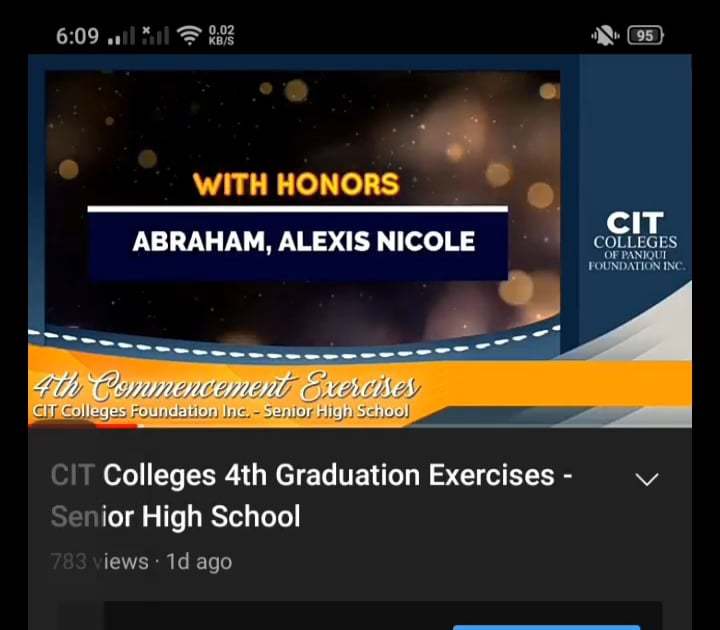 6:09 0.02 KB/S 95
WITH HONORS
ABRAHAM, ALEXIS NICOLE
CIT
COLLEGES
OF PANIQUI
FOUNDATION INC.
4th Commencement Exercises
CIT Colleges Foundation Inc. - Senior High School
CIT Colleges 4th Graduation Exercises -
Senior High School
783 views · 1d ago